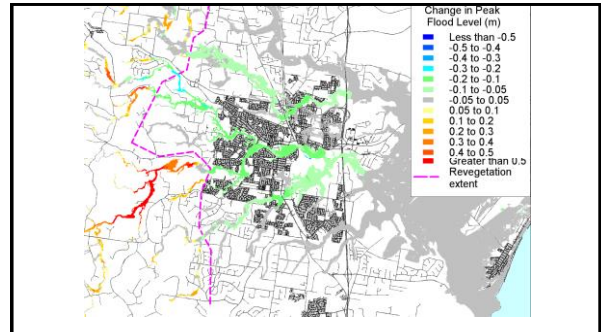 Change in Peak
Flood Level (m)
Less than -0.5
-0.5 to -0.4
-0.4 to -0.3
-0.3 to -0.2
-0.2 to -0.1
-0.1 to -0.05
-0.05 to 0.05
0.05 to 0.1
0.1 to 0.2
0.2 to 0.3
0.3 to 0.4
0.4 to 0.5
Greater than 0.5
Revegetation
extent